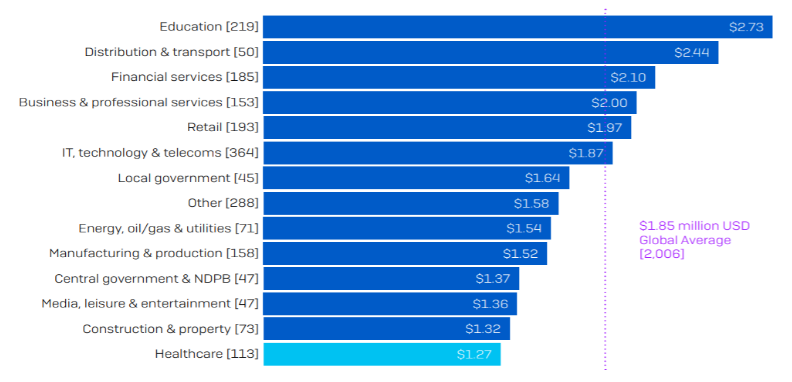 Education [219] $2.73
Distribution & transport [50] $2.44
Financial services [185] $2.10
Business & professional services [153] $2.00
Retail [193] $1.97
IT, technology & telecoms [364] $1.87
Local government [45] $1.64
Other [288] $1.58
Energy, oil/gas & utilities [71] $1.54
Manufacturing & production [158] $1.52
Central government & NDPB [47] $1.37
Media, leisure & entertainment [47] $1.36
Construction & property [73] $1.32
Healthcare [113] $1.27
$1.85 million USD
Global Average
[2,006]